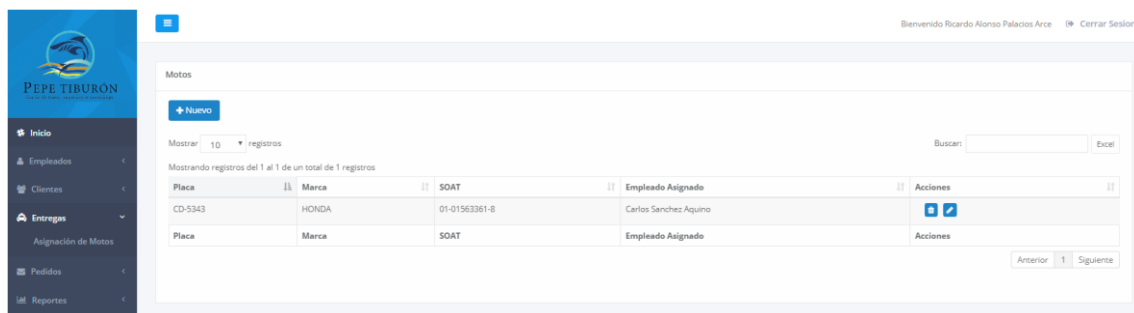 Bienvenido Ricardo Alonso Palacios Arce Cerrar Sesion
PEPE TIBURÓN
Inicio
Empleados
Clientes
Entregas
Asignación de Motos
Pedidos
Reportes
Motos
Nuevo
Mostrar 10 registros
Buscar: Excel
Mostrando registros del 1 al 1 de un total de 1 registros
Placa Marca SOAT Empleado Asignado Acciones
CD-5343 HONDA 01-01563361-8 Carlos Sanchez Aquino
Placa Marca SOAT Empleado Asignado Acciones
Anterior 1 Siguiente